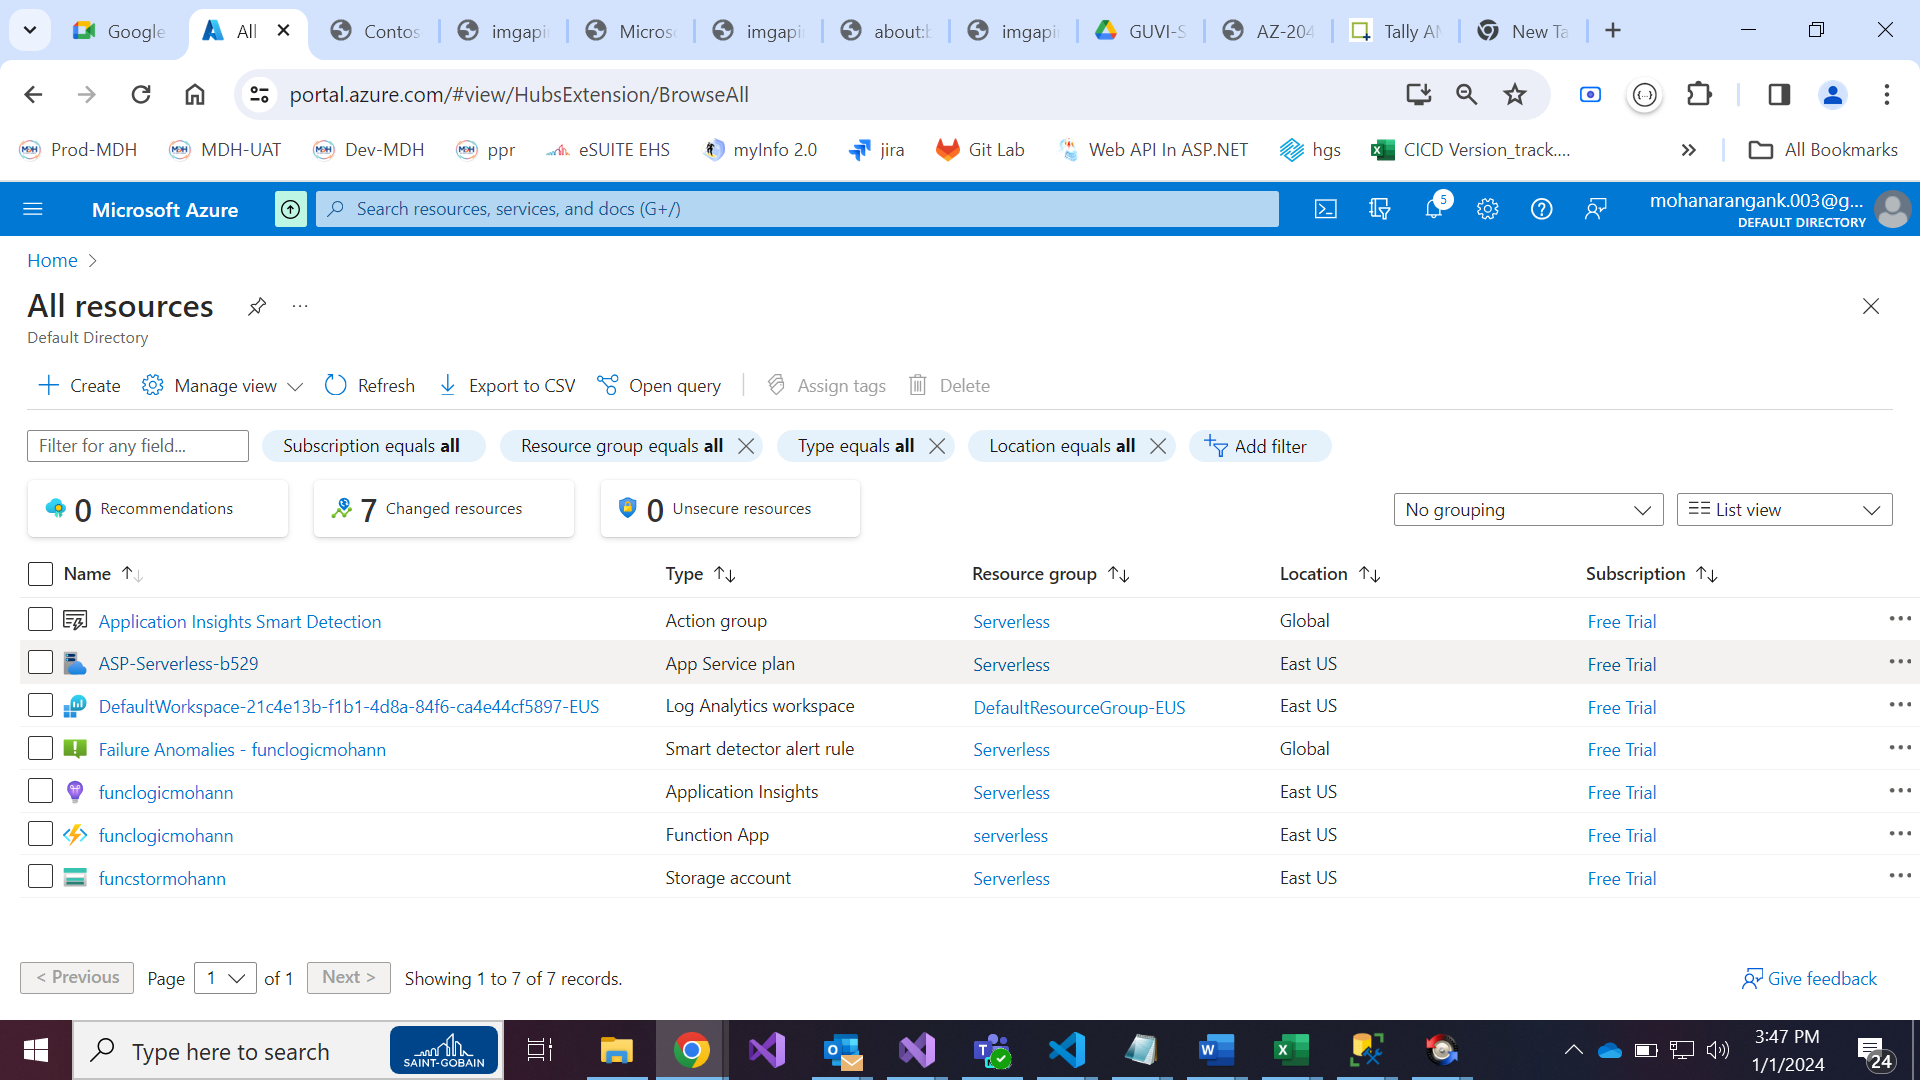 Google
All
Contos
imgapi
Micros
imgapi
about:b
imgapi
GUVI-S
AZ-204
Tally AM
New Ta
portal.azure.com/#view/HubsExtension/BrowseAll
Prod-MDH
MDH-UAT
Dev-MDH
ppr
eSUITE EHS
myInfo 2.0
jira
Git Lab
Web API In ASP.NET
hgs
CICD Version_track....
All Bookmarks
Microsoft Azure
Search resources, services, and docs (G+/)
5
mohanarangank.003@g...
DEFAULT DIRECTORY
Home
All resources
Default Directory
Create
Manage view
Refresh
Export to CSV
Open query
Assign tags
Delete
Filter for any field...
Subscription equals all
Resource group equals all
Type equals all
Location equals all
Add filter
0 Recommendations
7 Changed resources
0 Unsecure resources
No grouping
List view
Name
Type
Resource group
Location
Subscription
Application Insights Smart Detection
Action group
Serverless
Global
Free Trial
ASP-Serverless-b529
App Service plan
Serverless
East US
Free Trial
DefaultWorkspace-21c4e13b-f1b1-4d8a-84f6-ca4e44cf5897-EUS
Log Analytics workspace
DefaultResourceGroup-EUS
East US
Free Trial
Failure Anomalies - funclogicmohann
Smart detector alert rule
Serverless
Global
Free Trial
funclogicmohann
Application Insights
Serverless
East US
Free Trial
funclogicmohann
Function App
serverless
East US
Free Trial
funcstormohann
Storage account
Serverless
East US
Free Trial
< Previous
Page 1 of 1
Next >
Showing 1 to 7 of 7 records.
Give feedback
Type here to search
SAINT-GOBAIN
3:47 PM
1/1/2024
24